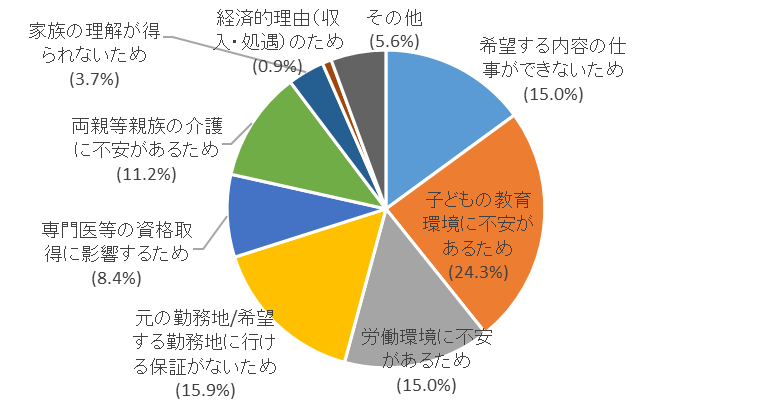 希望する内容の仕
事ができないため
(15.0%)
子どもの教育
環境に不安が
あるため
(24.3%)
労働環境に不安
があるため
(15.0%)
元の勤務地/希望
する勤務地に行け
る保証がないため
(15.9%)
専門医等の資格取
得に影響するため
(8.4%)
両親等親族の介護
に不安があるため
(11.2%)
家族の理解が得
られないため
(3.7%)
経済的理由（収
入・処遇）のため
(0.9%)
その他
(5.6%)